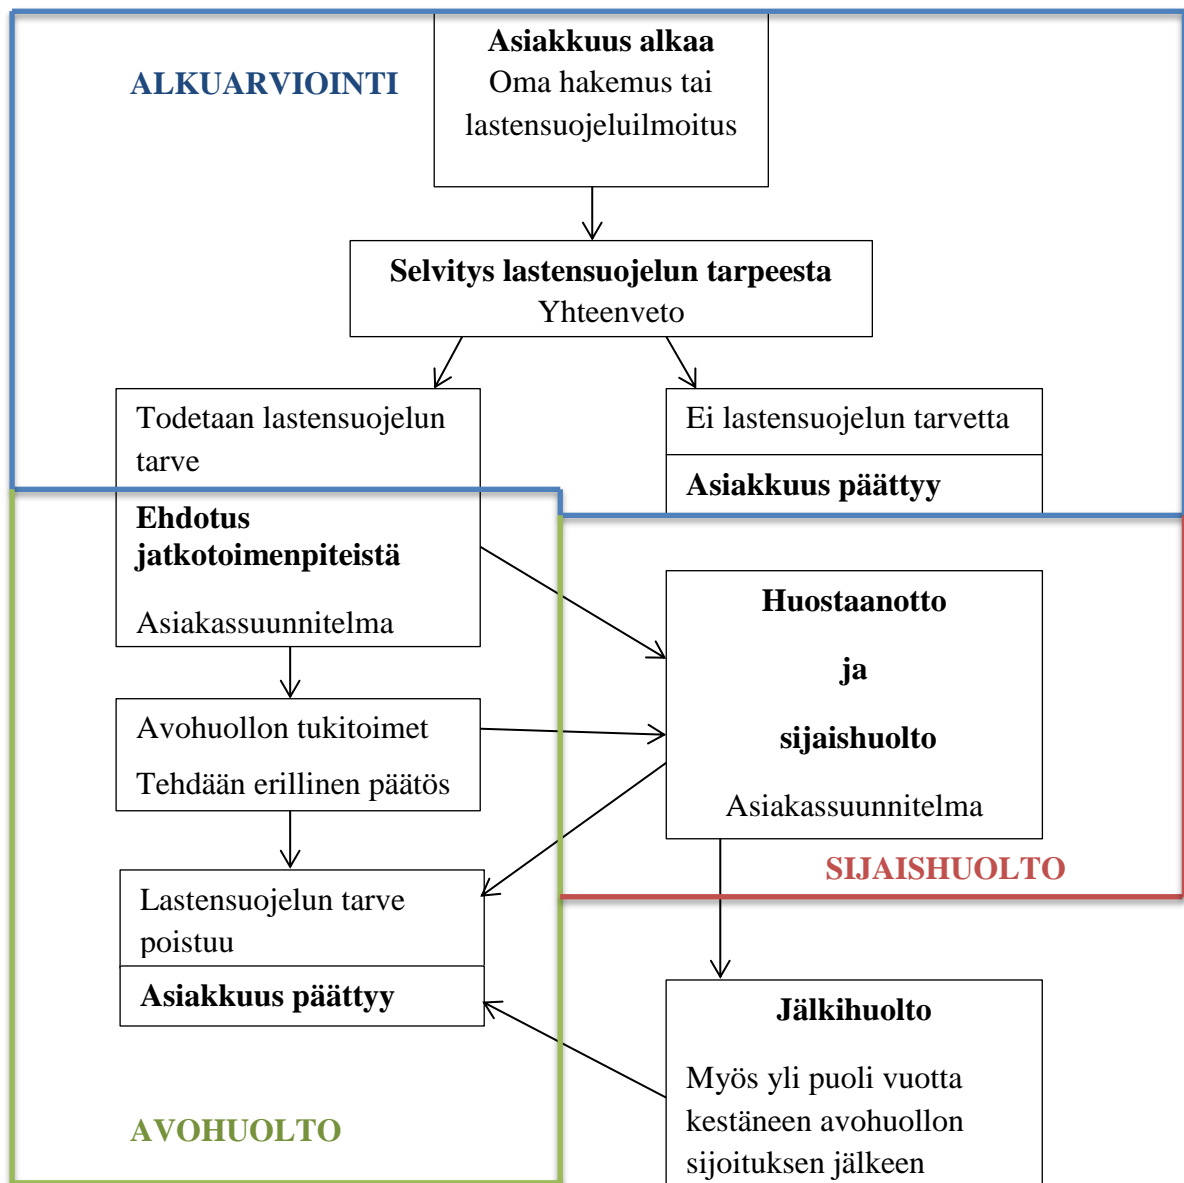 Asiakkuus alkaa
ALKUARVIOINTI
Oma hakemus tai
lastensuojeluilmoitus
Selvitys lastensuojelun tarpeesta
Yhteenveto
Todetaan lastensuojelun
tarve
Ei lastensuojelun tarvetta
Asiakkuus päättyy
Ehdotus
jatkotoimenpiteistä
Asiakassuunnitelma
Huostaanotto
ja
sijaishuolto
Asiakassuunnitelma
SIJAISHUOLTO
Avohuollon tukitoimet
Tehdään erillinen päätös
Lastensuojelun tarve
poistuu
Asiakkuus päättyy
AVOHUOLTO
Jälkihuolto
Myös yli puoli vuotta
kestäneen avohuollon
sijoituksen jälkeen